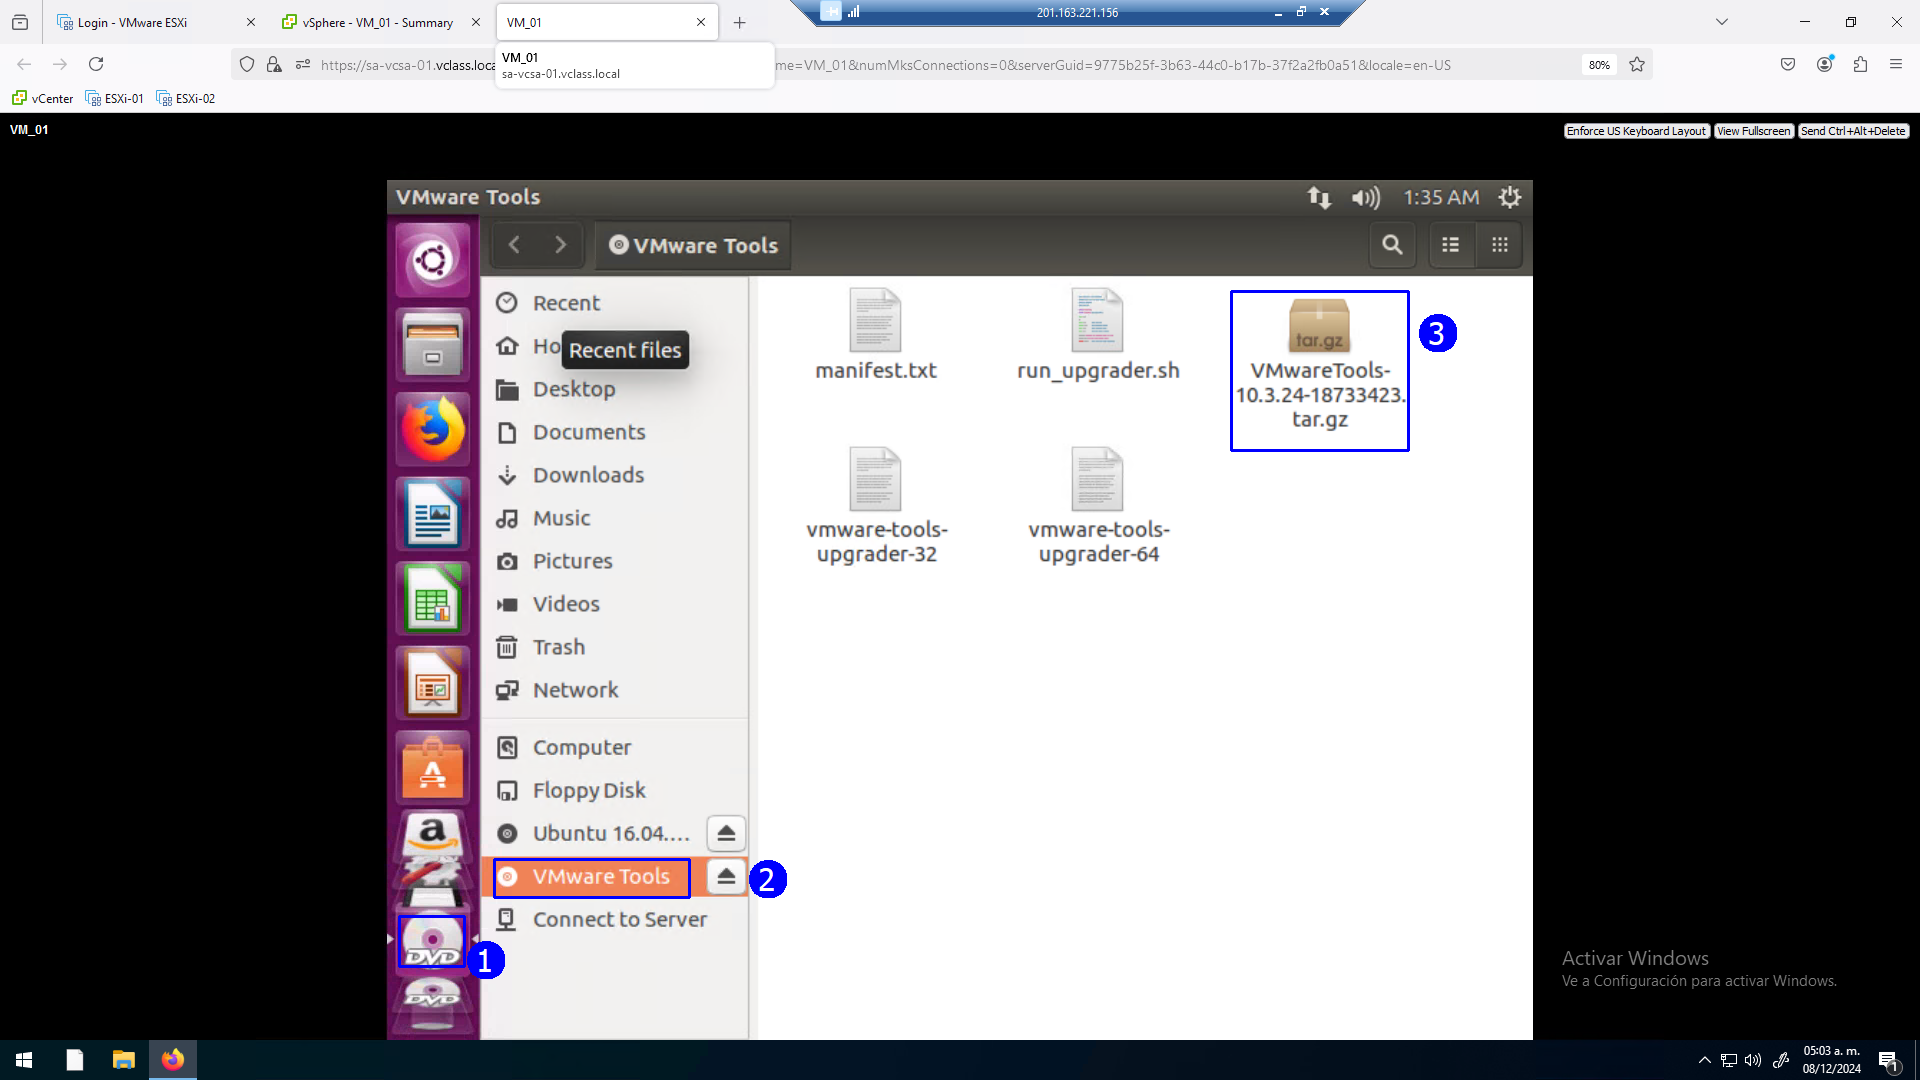 Login - VMware ESXi
vSphere - VM_01 - Summary
VM_01
201.163.221.156
VM_01
sa-vcsa-01.vclass.local
https://sa-vcsa-01.vclass.loca
me=VM_01&numMksConnections=0&serverGuid=9775b25f-3b63-44c0-b17b-37f2a2fb0a51&locale=en-US
80%
vCenter
ESXi-01
ESXi-02
VM_01
Enforce US Keyboard Layout
View Fullscreen
Send Ctrl+Alt+Delete
VMware Tools
1:35 AM
VMware Tools
Recent
Ho
Recent files
Desktop
Documents
Downloads
Music
Pictures
Videos
Trash
Network
Computer
Floppy Disk
Ubuntu 16.04....
VMware Tools
Connect to Server
manifest.txt
run_upgrader.sh
tar.gz
VMwareTools-
10.3.24-18733423.
tar.gz
3
vmware-tools-
upgrader-32
vmware-tools-
upgrader-64
2
DVD
1
DVD
Activar Windows
Ve a Configuración para activar Windows.
05:03 a. m.
08/12/2024
1